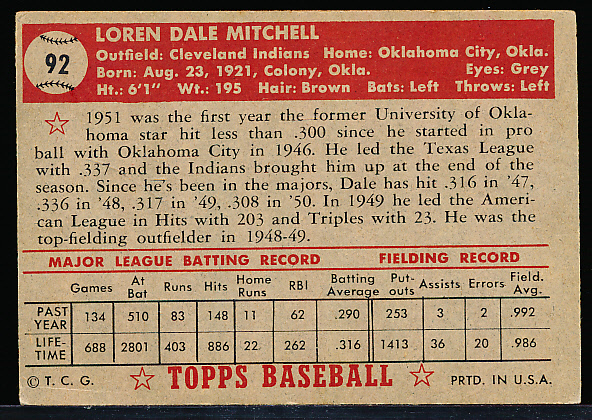 92
LOREN DALE MITCHELL
Outfield: Cleveland Indians Home: Oklahoma City, Okla.
Born: Aug. 23, 1921, Colony, Okla. Eyes: Grey
Ht.: 6'1" Wt.: 195 Hair: Brown Bats: Left Throws: Left
1951 was the first year the former University of Okla-
homa star hit less than .300 since he started in pro
ball with Oklahoma City in 1946. He led the Texas League
with .337 and the Indians brought him up at the end of the
season. Since he's been in the majors, Dale has hit .316 in '47,
.336 in '48, .317 in '49, .308 in '50. In 1949 he led the Ameri-
can League in Hits with 203 and Triples with 23. He was the
top-fielding outfielder in 1948-49.
MAJOR LEAGUE BATTING RECORD FIELDING RECORD
Games At Bat Runs Hits Home Runs RBI Batting Average Put-outs Assists Errors Field. Avg.
PAST YEAR 134 510 83 148 11 62 .290 253 3 2 .992
LIFE-TIME 688 2801 403 886 22 262 .316 1413 36 20 .986
© T. C. G. TOPPS BASEBALL PRTD. IN U.S.A.